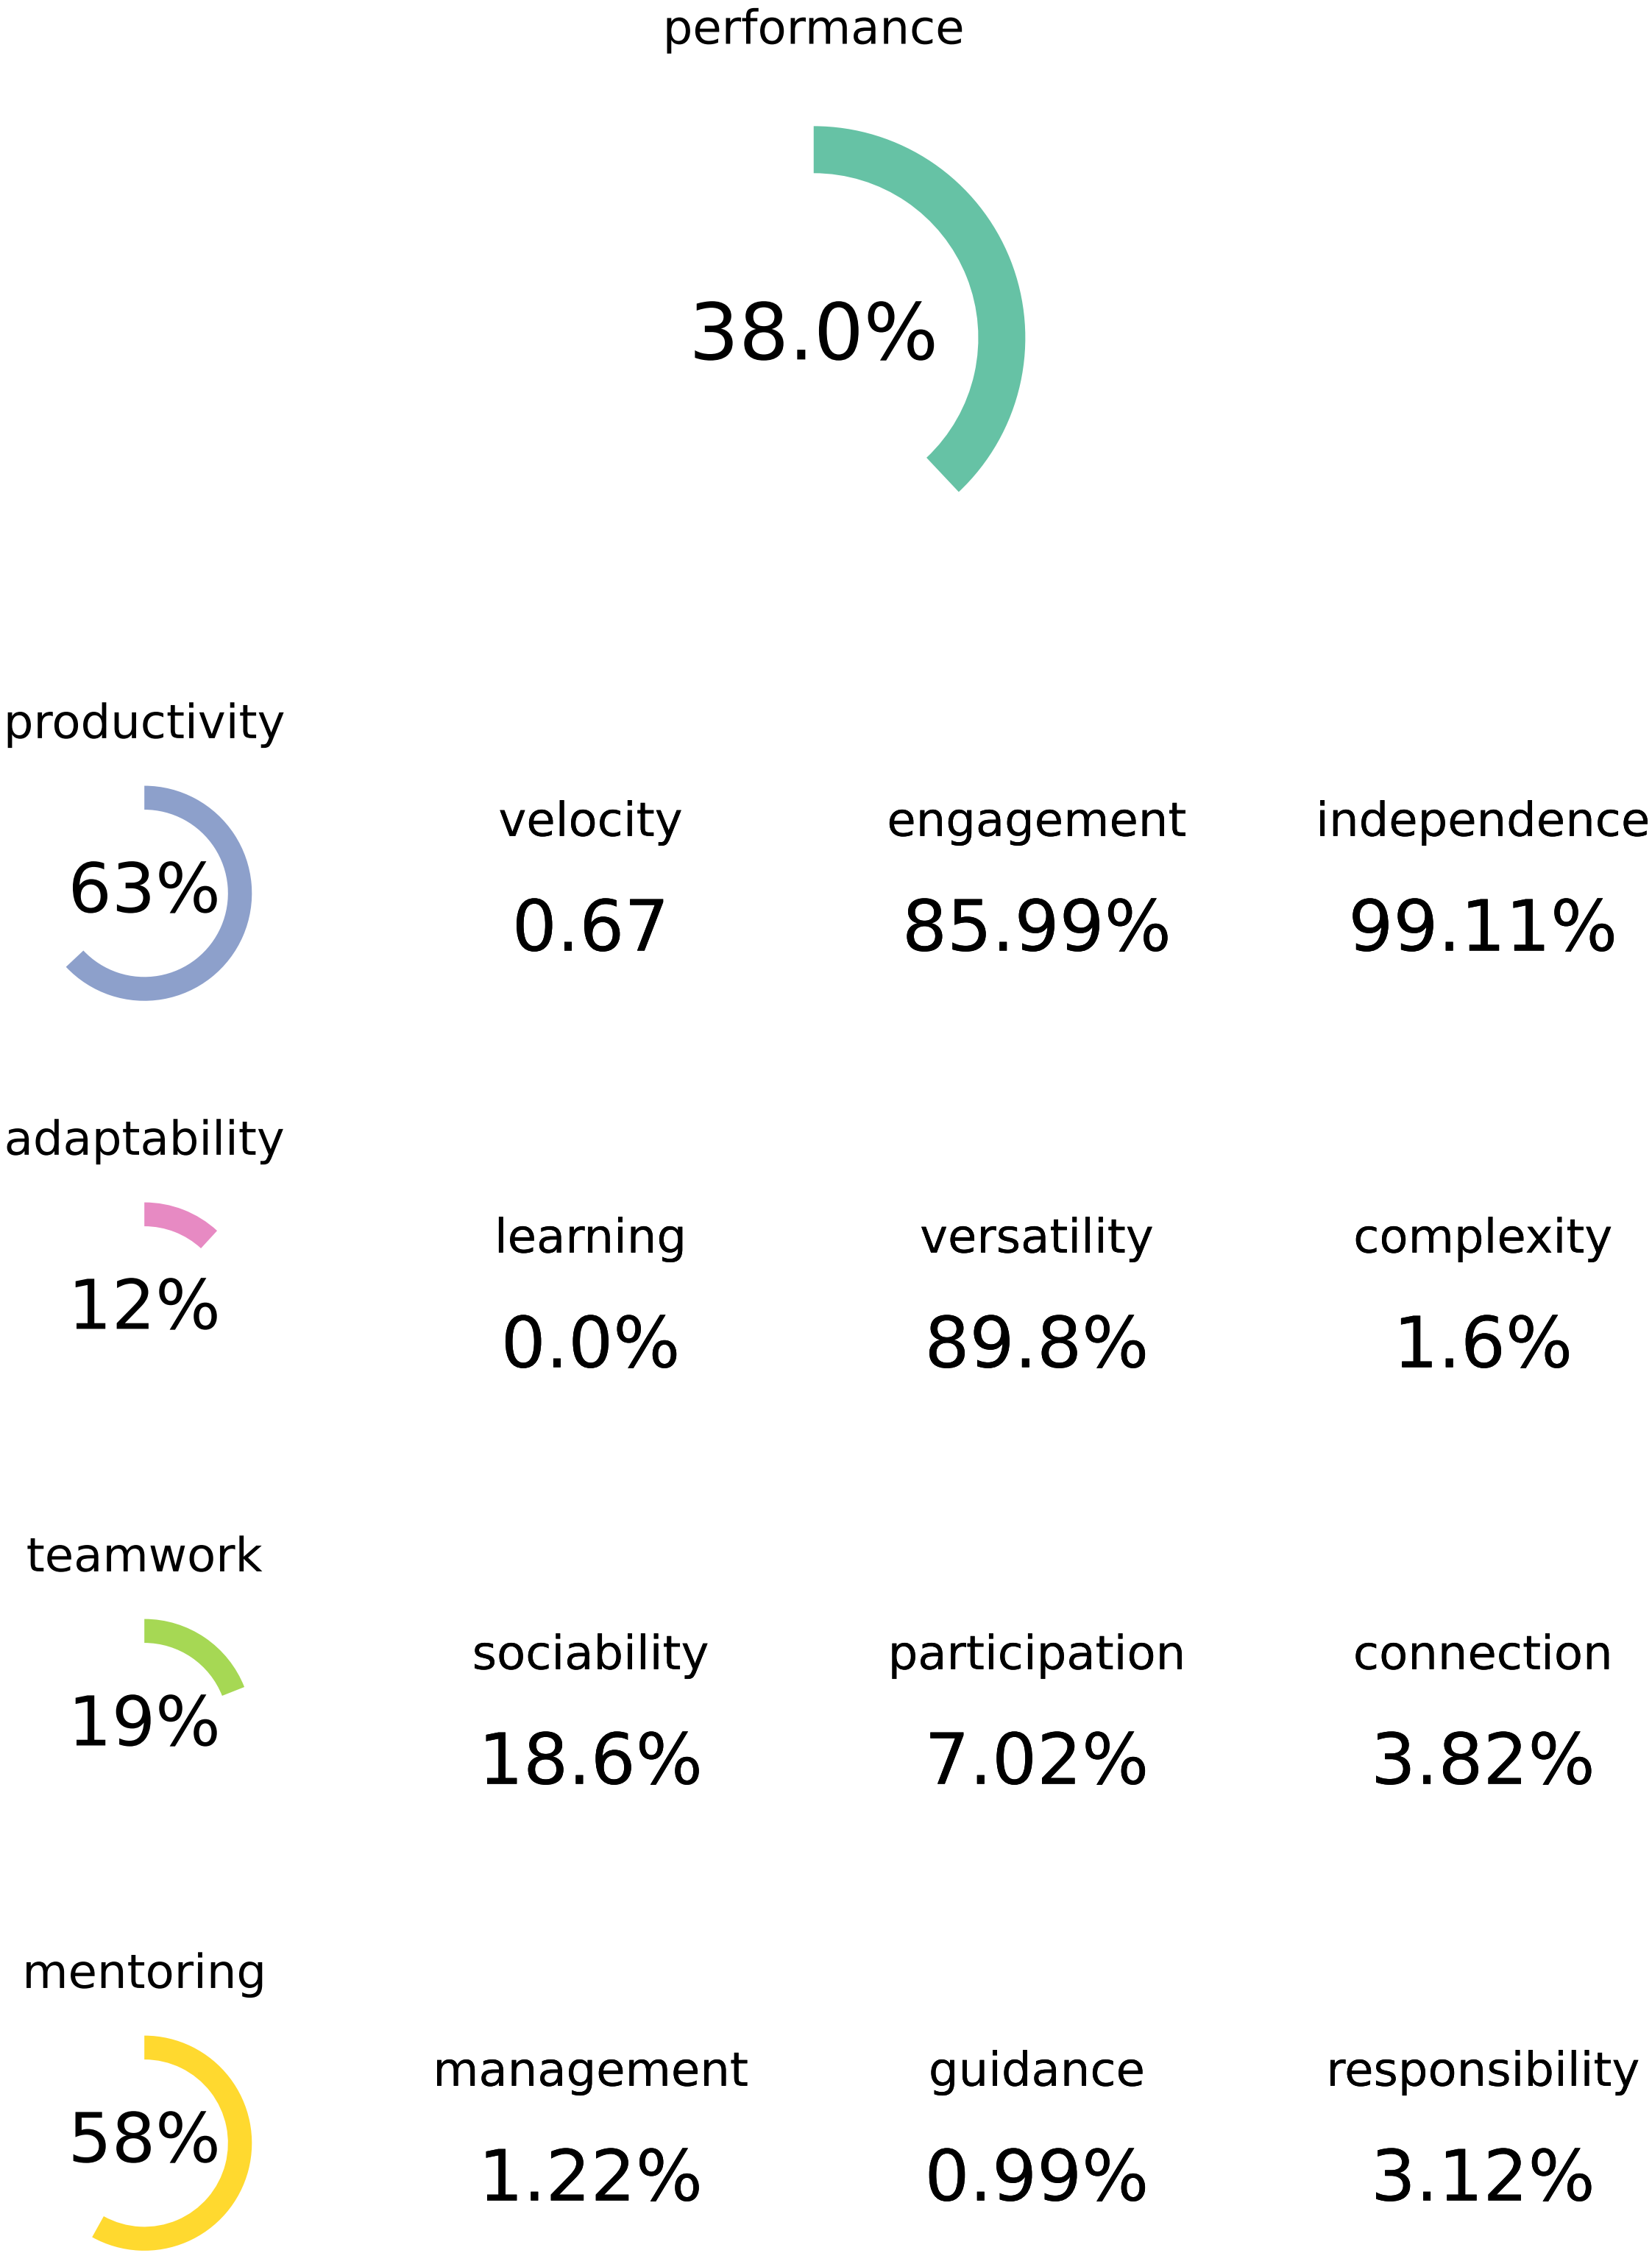 performance
38.0%
productivity
63%
velocity
0.67
engagement
85.99%
independence
99.11%
adaptability
12%
learning
0.0%
versatility
89.8%
complexity
1.6%
teamwork
19%
sociability
18.6%
participation
7.02%
connection
3.82%
mentoring
58%
management
1.22%
guidance
0.99%
responsibility
3.12%